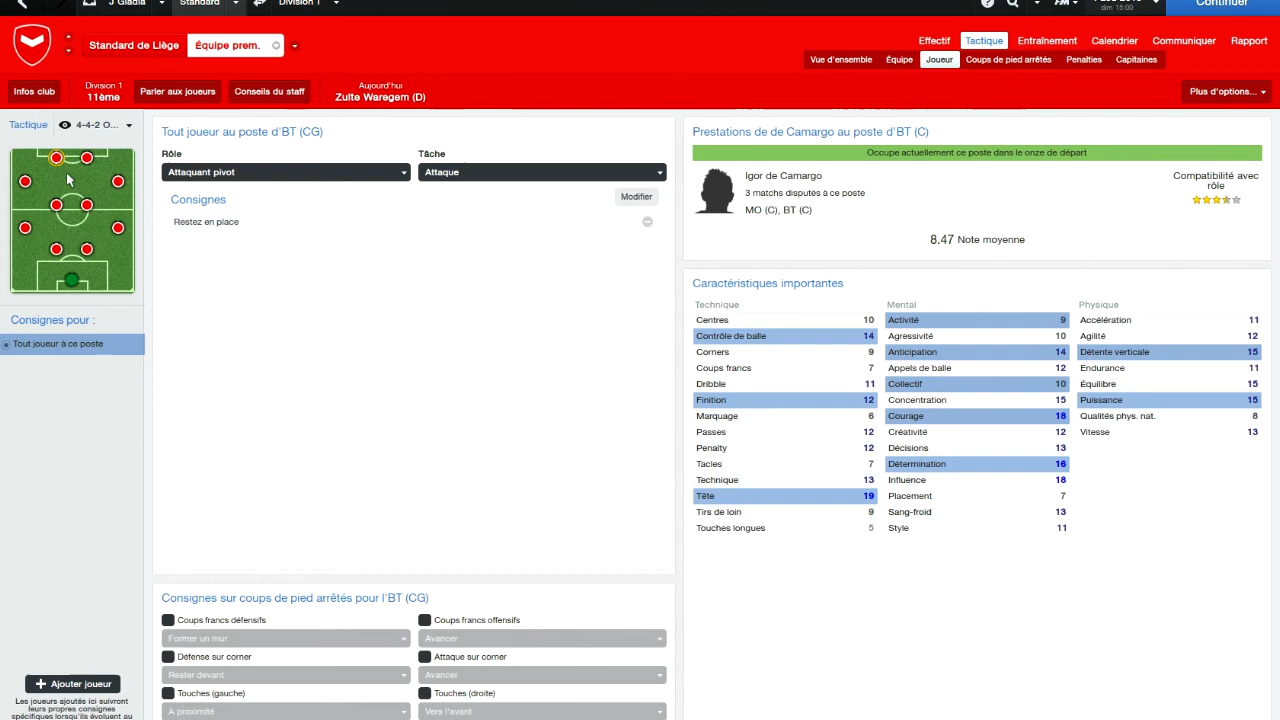 J Gladia
Standard
Division 1
FM
dim 15:00
Continuer
Standard de Liège
Équipe prem.
Effectif
Tactique
Entraînement
Calendrier
Communiquer
Rapport
Vue d'ensemble
Équipe
Joueur
Coups de pied arrêtés
Penalties
Capitaines
Infos club
Division 1
11ème
Parler aux joueurs
Conseils du staff
Aujourd'hui
Zulte Waregem (D)
Plus d'options...
Tactique
4-4-2 O...
Consignes pour :
Tout joueur à ce poste
Ajouter joueur
Les joueurs ajoutés ici suivront
leurs propres consignes
spécifiques lorsqu'ils évoluent au
Tout joueur au poste d'BT (CG)
Rôle
Tâche
Attaquant pivot
Attaque
Consignes
Modifier
Restez en place
Consignes sur coups de pied arrêtés pour l'BT (CG)
Coups francs défensifs
Coups francs offensifs
Former un mur
Avancer
Défense sur corner
Attaque sur corner
Rester devant
Avancer
Touches (gauche)
Touches (droite)
A proximité
Vers l'avant
Prestations de de Camargo au poste d'BT (C)
Occupe actuellement ce poste dans le onze de départ
Igor de Camargo
3 matchs disputés à ce poste
MO (C), BT (C)
Compatibilité avec
rôle
8.47 Note moyenne
Caractéristiques importantes
Technique
Centres 10
Contrôle de balle 14
Corners 9
Coups francs 7
Dribble 11
Finition 12
Marquage 6
Passes 12
Penalty 12
Tacles 7
Technique 13
Tête 19
Tirs de loin 9
Touches longues 5
Mental
Activité 9
Agressivité 10
Anticipation 14
Appels de balle 12
Collectif 10
Concentration 15
Courage 18
Créativité 12
Décisions 13
Détermination 16
Influence 18
Placement 7
Sang-froid 13
Style 11
Physique
Accélération 11
Agilité 12
Détente verticale 15
Endurance 11
Équilibre 15
Puissance 15
Qualités phys. nat. 8
Vitesse 13